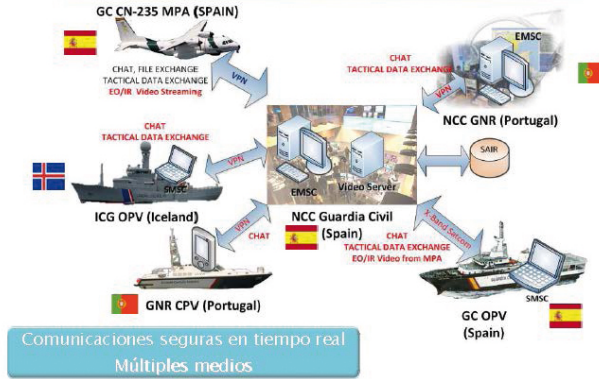 GC CN-235 MPA (SPAIN)
CHAT, FILE EXCHANGE
TACTICAL DATA EXCHANGE
EO/IR Video Streaming
VPN
CHAT
TACTICAL DATA EXCHANGE
VPN
EMSC
NCC GNR (Portugal)
CHAT
TACTICAL DATA EXCHANGE
VPN
SMSC
ICG OPV (Iceland)
EMSC
Video Server
NCC Guardia Civil
(Spain)
SAIR
VPN
CHAT
GNR CPV (Portugal)
X-Band Satcom
CHAT
TACTICAL DATA EXCHANGE
EO/IR Video from MPA
SMSC
GC OPV
(Spain)
Comunicaciones seguras en tiempo real
Múltiples medios